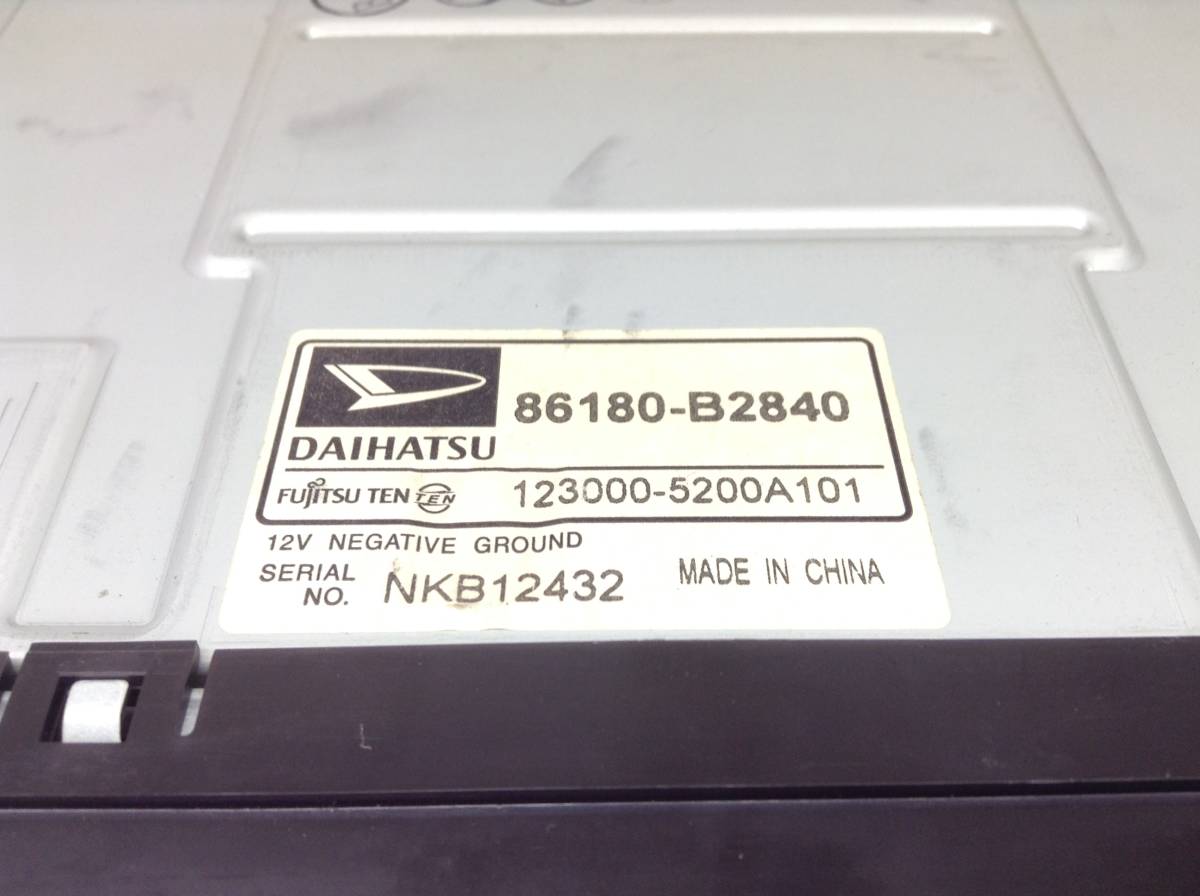 86180-B2840
DAIHATSU
FUJITSU TEN TEN 123000-5200A101
12V NEGATIVE GROUND
SERIAL NO. NKB12432
MADE IN CHINA